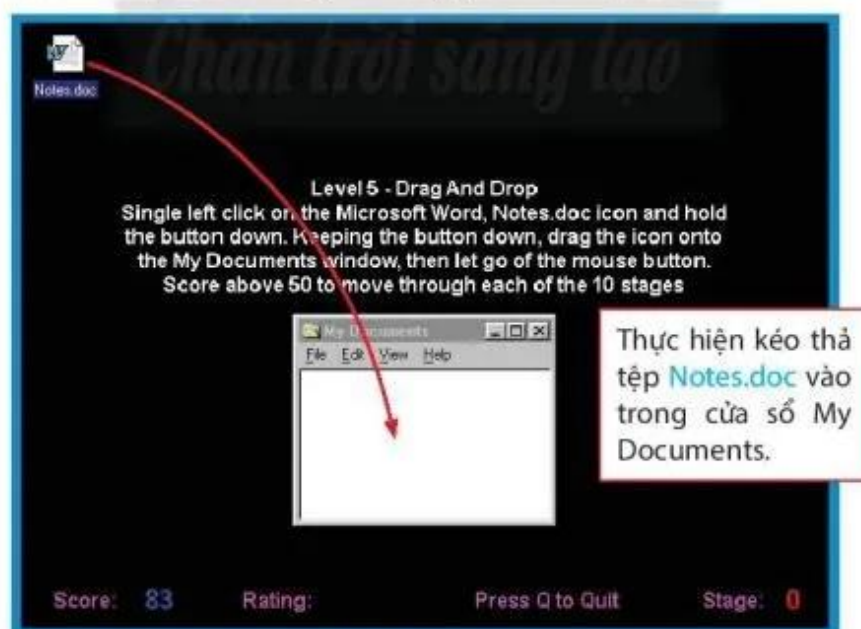 Chân trời sáng tạo
Notes.doc
Level 5 - Drag And Drop
Single left click on the Microsoft Word, Notes.doc icon and hold
the button down. Keeping the button down, drag the icon onto
the My Documents window, then let go of the mouse button.
Score above 50 to move through each of the 10 stages
My Documents
File Edit View Help
Thực hiện kéo thả
tệp Notes.doc vào
trong cửa sổ My
Documents.
Score: 83 Rating: Press Q to Quit Stage: 0